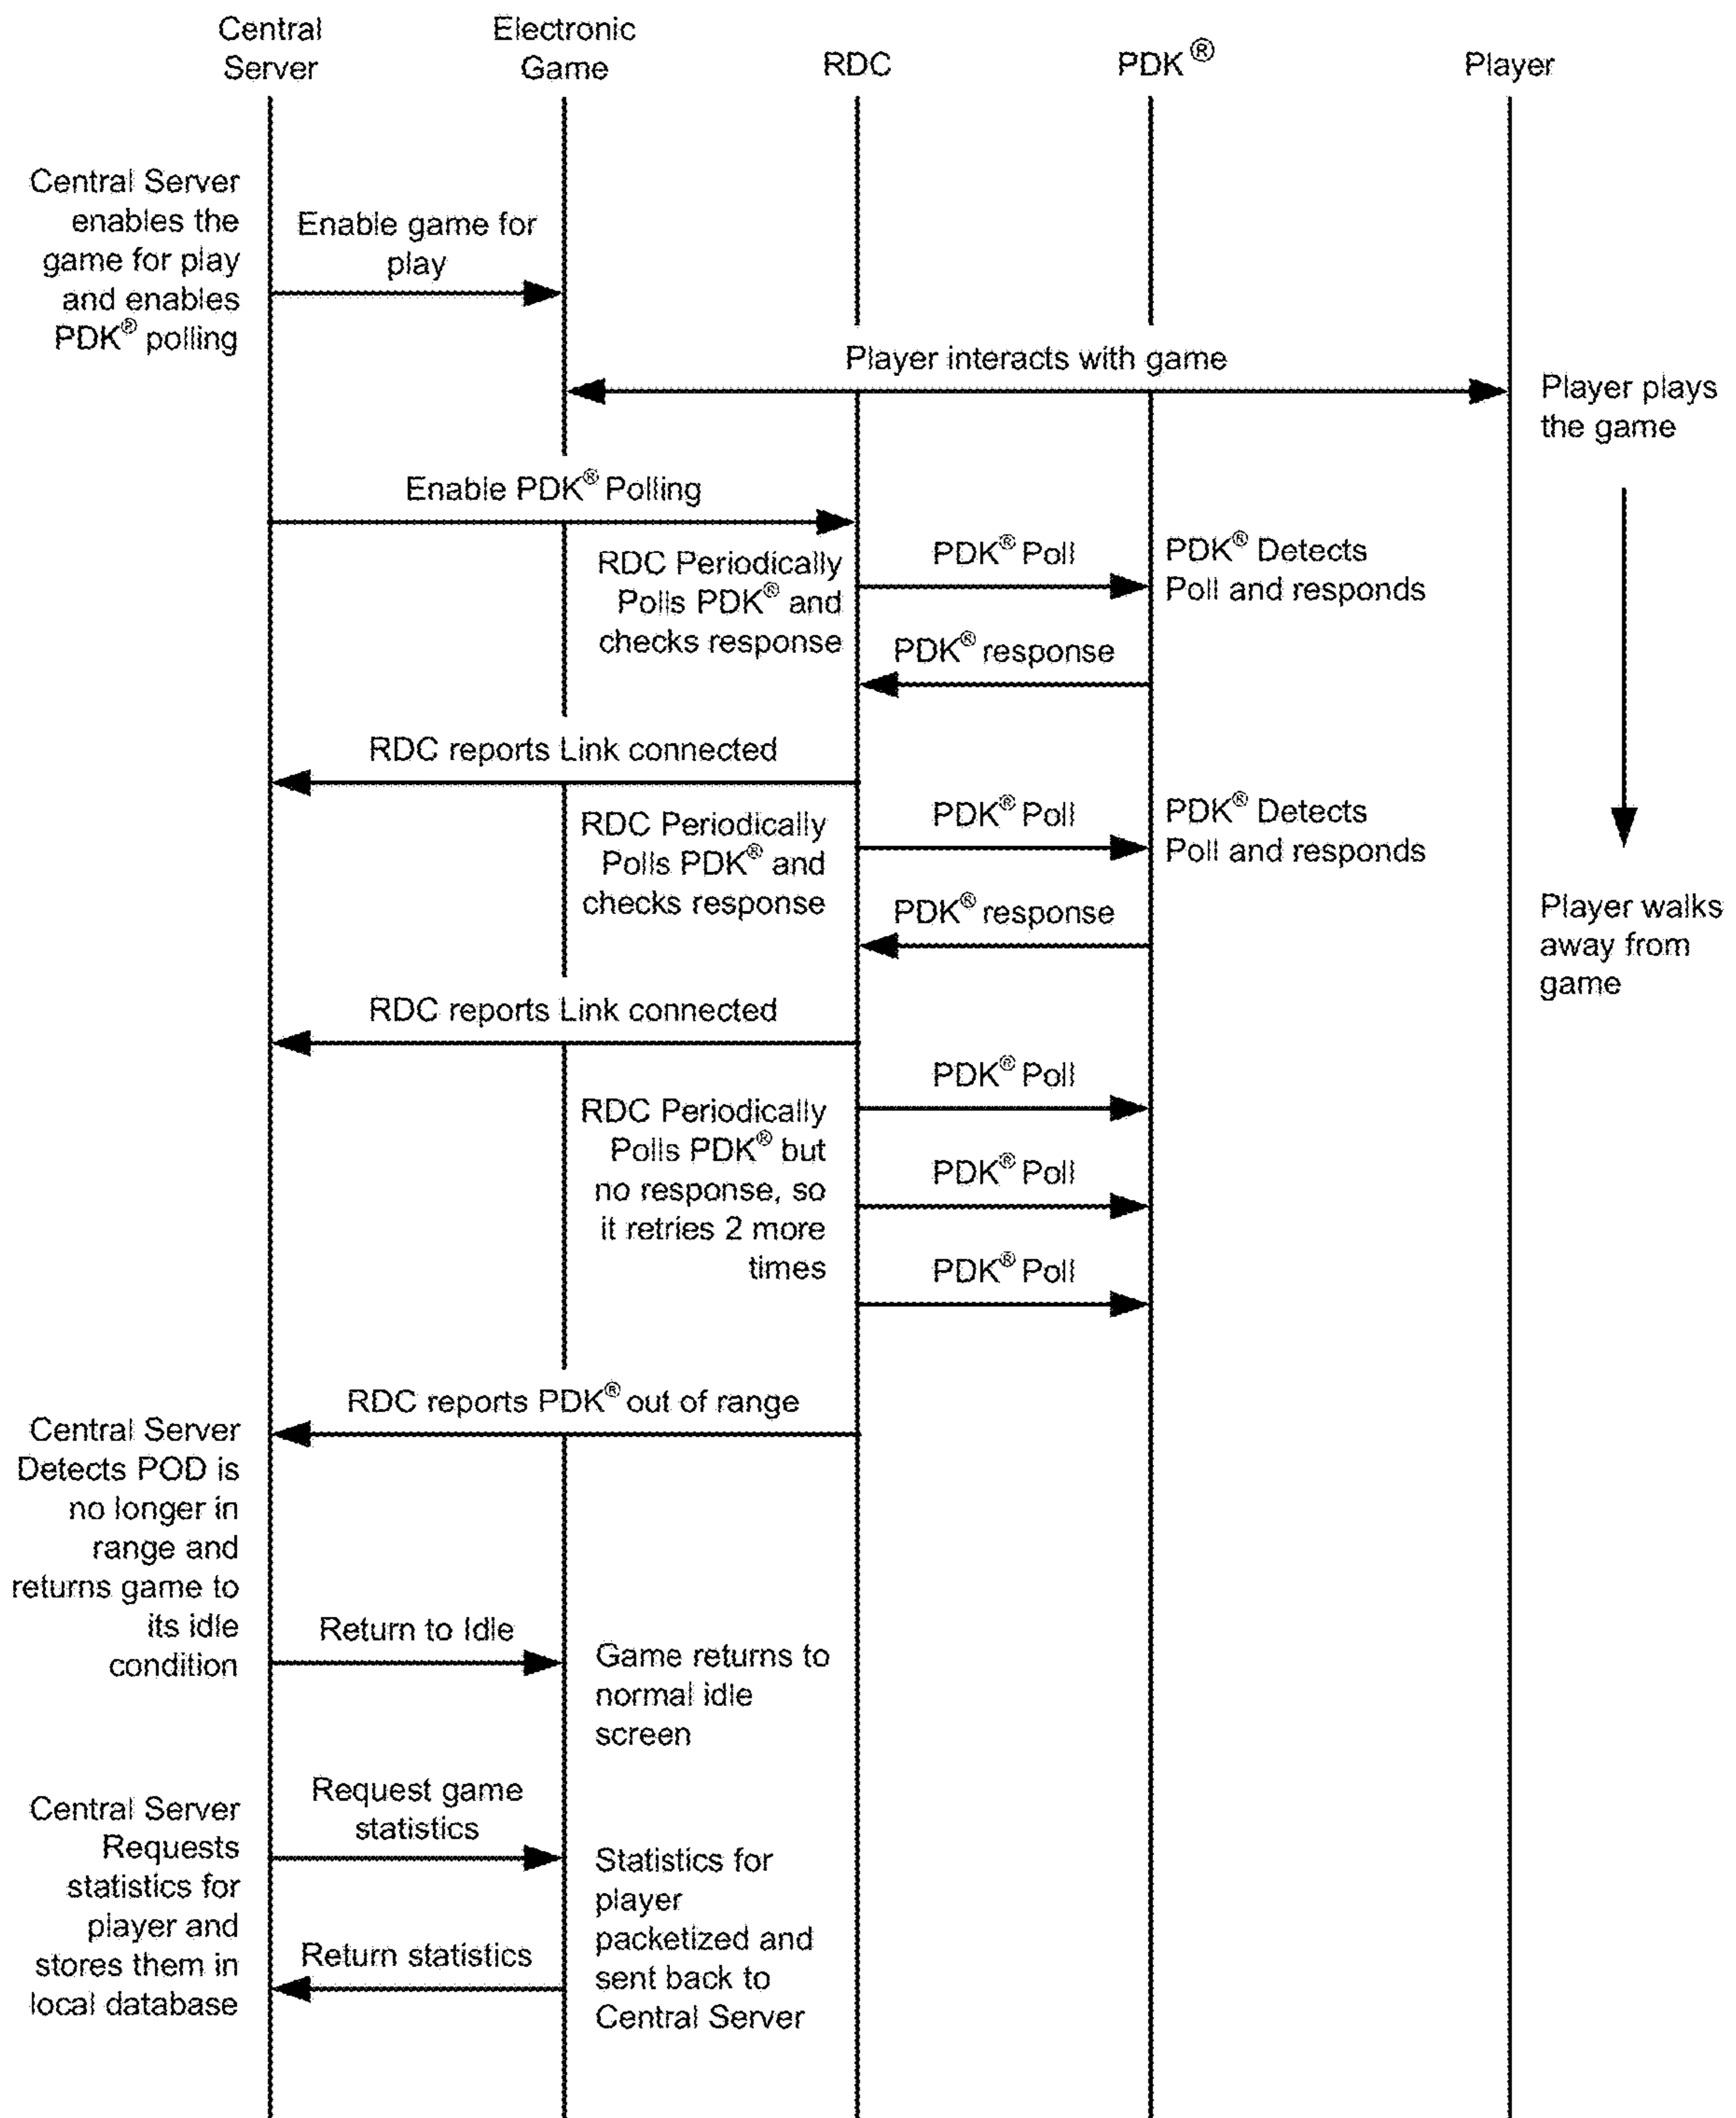 Central
Server
Electronic
Game
RDC
PDK®
Player
Central Server
enables the
game for play
and enables
PDK® polling
Enable game for
play
Player interacts with game
Player plays
the game
Enable PDK® Polling
RDC Periodically
Polls PDK® and
checks response
PDK® Poll
PDK® Detects
Poll and responds
PDK® response
RDC reports Link connected
RDC Periodically
Polls PDK® and
checks response
PDK® Poll
PDK® Detects
Poll and responds
PDK® response
Player walks
away from
game
RDC reports Link connected
RDC Periodically
Polls PDK® but
no response, so
it retries 2 more
times
PDK® Poll
PDK® Poll
PDK® Poll
RDC reports PDK® out of range
Central Server
Detects POD is
no longer in
range and
returns game to
its idle
condition
Return to Idle
Game returns to
normal idle
screen
Central Server
Requests
statistics for
player and
stores them in
local database
Request game
statistics
Statistics for
player
packetized and
sent back to
Central Server
Return statistics